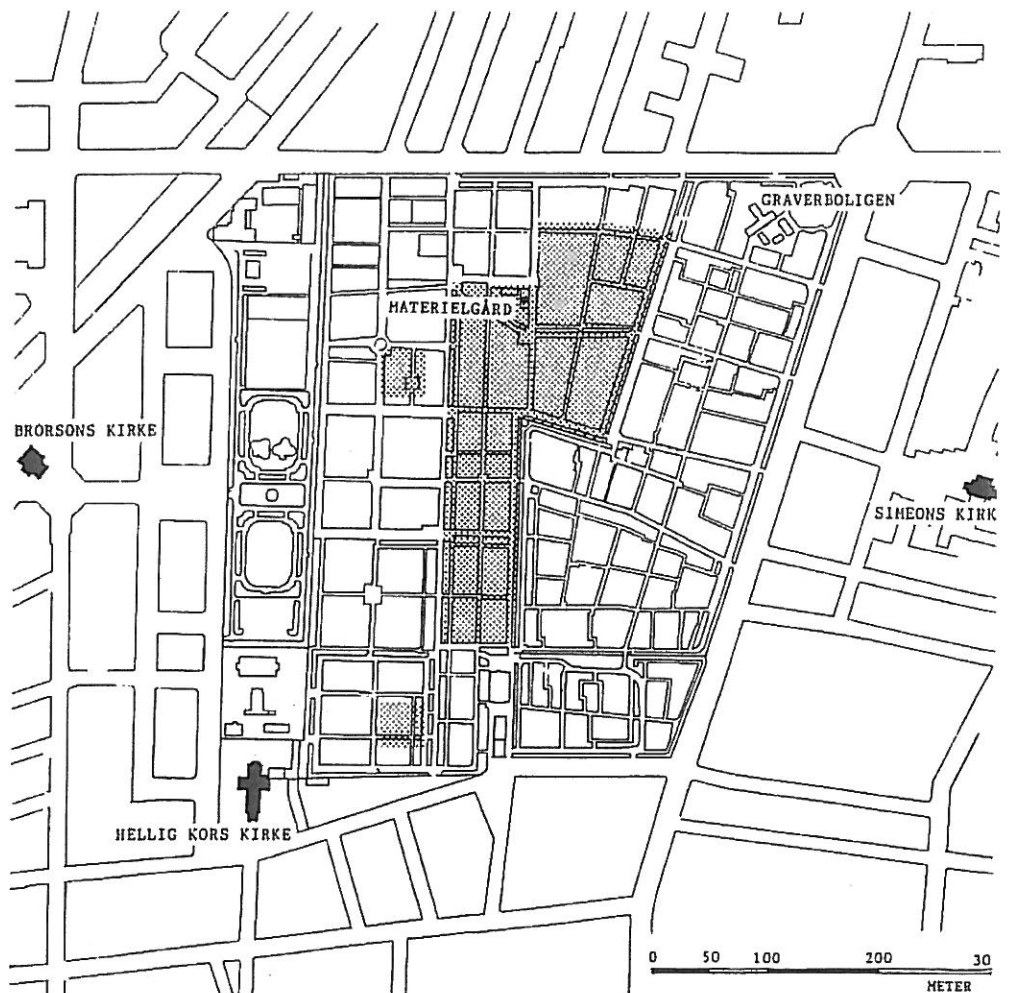 GRAVERBOLIGEN
MATERIELGÅRD
BRORSONS KIRKE
SIMEONS KIRK
HELLIG KORS KIRKE
0 50 100 200 30
METER